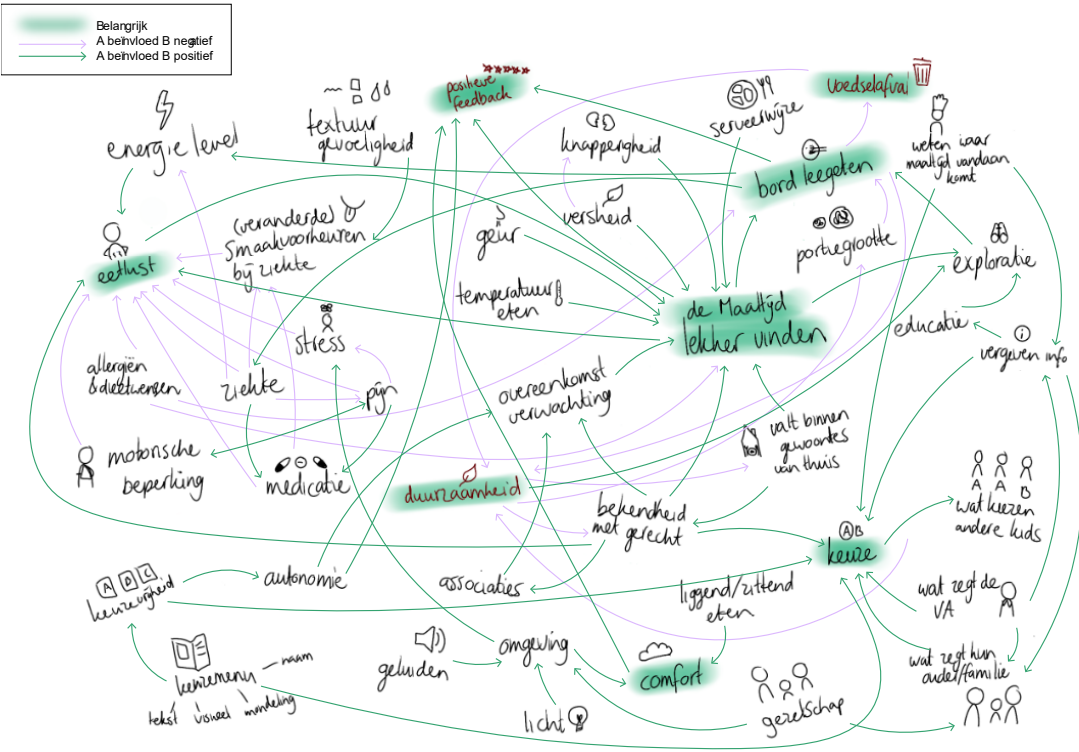 Belangrijk
A beïnvloed B negatief
A beïnvloed B positief
energie level
textuur
gevoeligheid
positieve
feedback
knapperigheid
serveerwijze
voedselafval
weten waar
maaltijd vandaan
komt
bord leegeten
(veranderde)
smaakvoorkeuren
bij ziekte
geur
versheid
portiegrootte
exploratie
eetlust
temperatuur
eten
de Maaltijd
lekker vinden
educatie
i
vergeven info
stress
allergiën
& dieetwensen
ziekte
pijn
overeenkomst
verwachting
valt binnen
gewoontes
van thuis
motorische
beperking
medicatie
duurzaamheid
bekendheid
met gerecht
A A B
wat kiezen
andere kids
A B
keuze
A B C
keuzevrijheid
autonomie
associaties
liggend/zittend
eten
wat zegt de
VA
keuzemenu
naam
tekst visueel mondeling
geluiden
omgeving
licht
comfort
gezelschap
wat zegt hun
ouder/familie